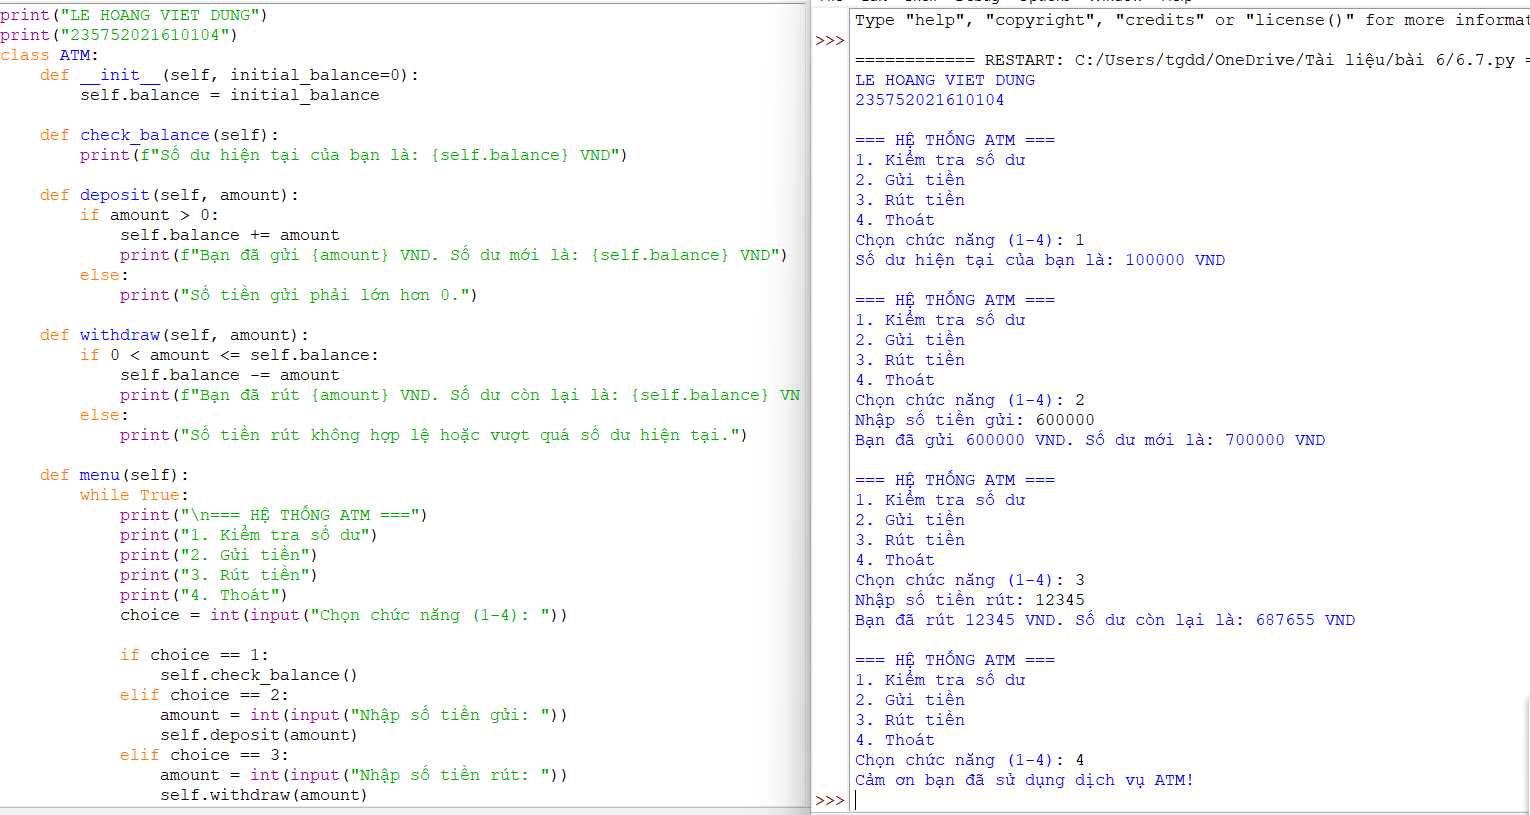 print("LE HOANG VIET DUNG")
print("235752021610104")
class ATM:
    def __init__(self, initial_balance=0):
        self.balance = initial_balance

    def check_balance(self):
        print(f"Số dư hiện tại của bạn là: {self.balance} VND")

    def deposit(self, amount):
        if amount > 0:
            self.balance += amount
            print(f"Bạn đã gửi {amount} VND. Số dư mới là: {self.balance} VND")
        else:
            print("Số tiền gửi phải lớn hơn 0.")

    def withdraw(self, amount):
        if 0 < amount <= self.balance:
            self.balance -= amount
            print(f"Bạn đã rút {amount} VND. Số dư còn lại là: {self.balance} VN
        else:
            print("Số tiền rút không hợp lệ hoặc vượt quá số dư hiện tại.")

    def menu(self):
        while True:
            print("\n=== HỆ THỐNG ATM ===")
            print("1. Kiểm tra số dư")
            print("2. Gửi tiền")
            print("3. Rút tiền")
            print("4. Thoát")
            choice = int(input("Chọn chức năng (1-4): "))

            if choice == 1:
                self.check_balance()
            elif choice == 2:
                amount = int(input("Nhập số tiền gửi: "))
                self.deposit(amount)
            elif choice == 3:
                amount = int(input("Nhập số tiền rút: "))
                self.withdraw(amount)
Type "help", "copyright", "credits" or "license()" for more informat
>>>
============ RESTART: C:/Users/tgdd/OneDrive/Tài liệu/bài 6/6.7.py =
LE HOANG VIET DUNG
235752021610104

=== HỆ THỐNG ATM ===
1. Kiểm tra số dư
2. Gửi tiền
3. Rút tiền
4. Thoát
Chọn chức năng (1-4): 1
Số dư hiện tại của bạn là: 100000 VND

=== HỆ THỐNG ATM ===
1. Kiểm tra số dư
2. Gửi tiền
3. Rút tiền
4. Thoát
Chọn chức năng (1-4): 2
Nhập số tiền gửi: 600000
Bạn đã gửi 600000 VND. Số dư mới là: 700000 VND

=== HỆ THỐNG ATM ===
1. Kiểm tra số dư
2. Gửi tiền
3. Rút tiền
4. Thoát
Chọn chức năng (1-4): 3
Nhập số tiền rút: 12345
Bạn đã rút 12345 VND. Số dư còn lại là: 687655 VND

=== HỆ THỐNG ATM ===
1. Kiểm tra số dư
2. Gửi tiền
3. Rút tiền
4. Thoát
Chọn chức năng (1-4): 4
Cảm ơn bạn đã sử dụng dịch vụ ATM!
>>>